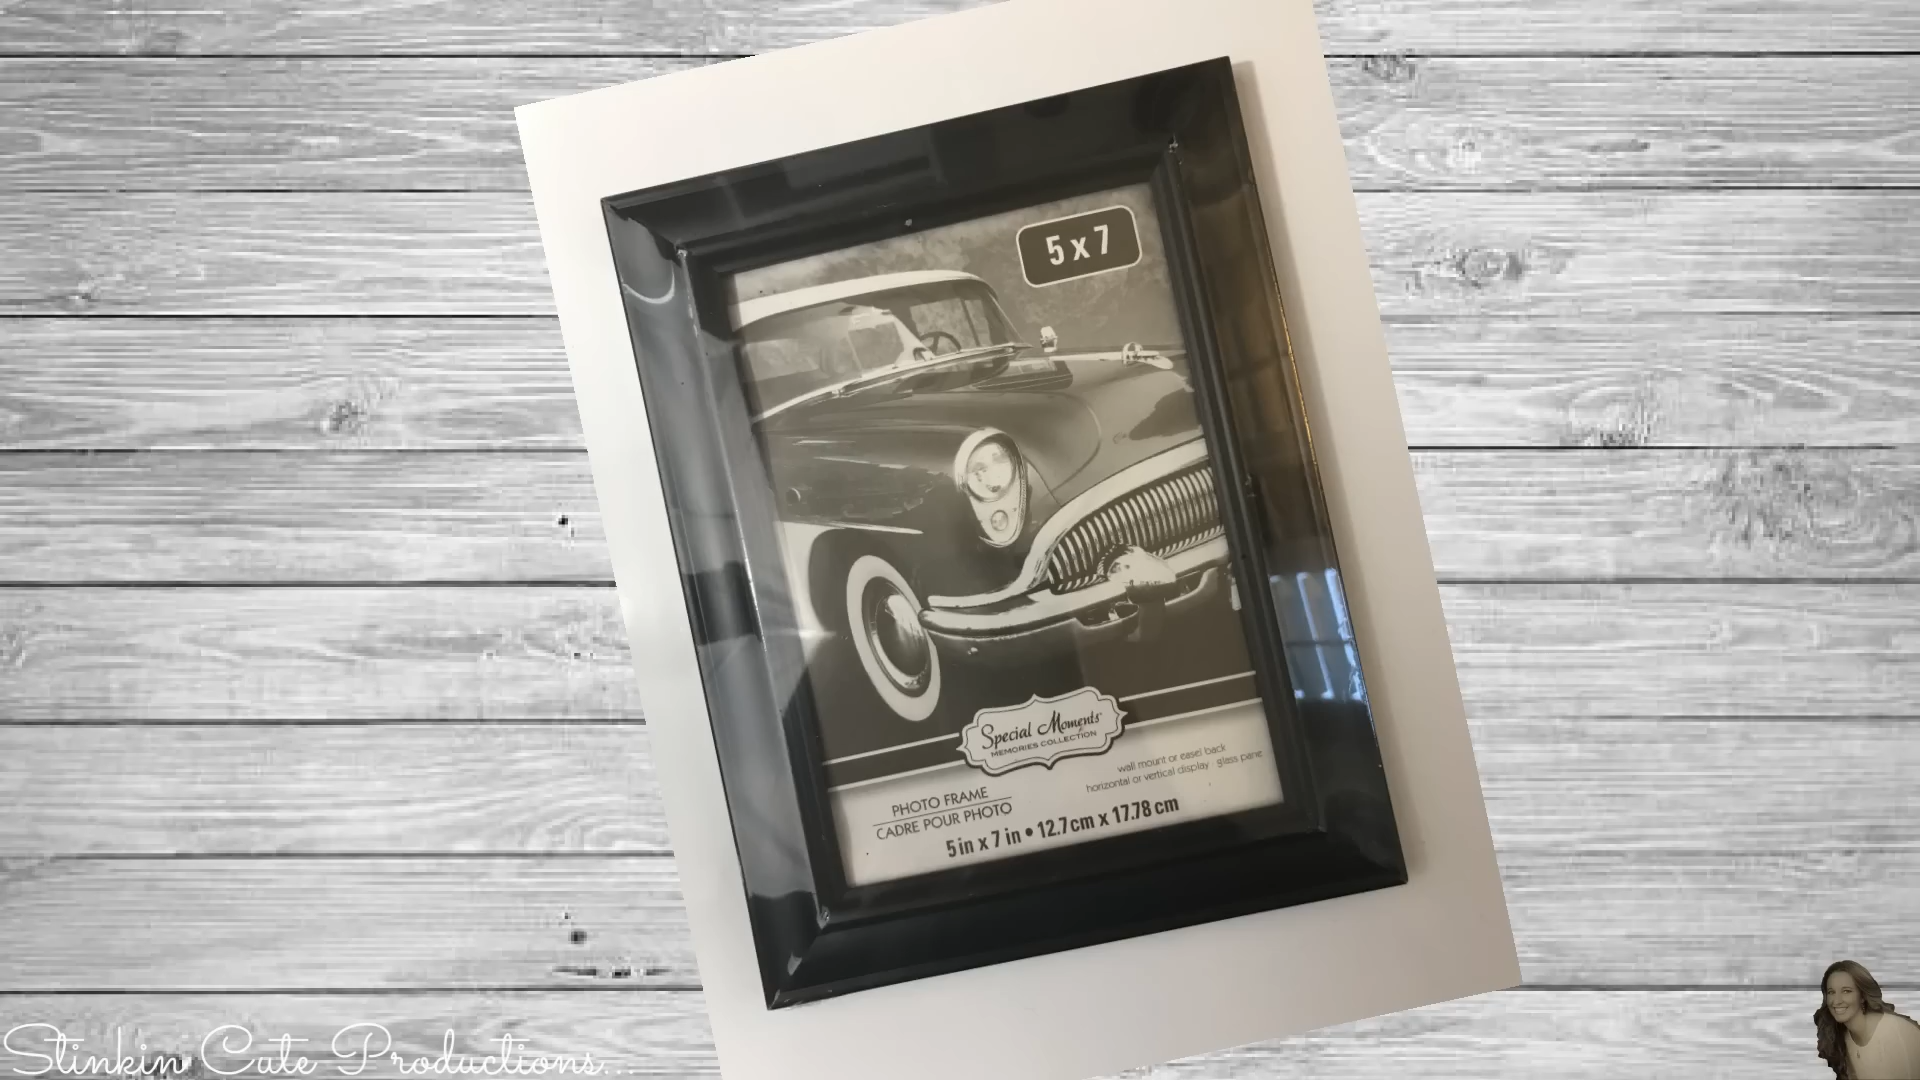 5 x 7
Special Moments
MEMORIES COLLECTION
wall mount or easel back
horizontal or vertical display · glass pane
PHOTO FRAME
CADRE POUR PHOTO
5 in x 7 in • 12.7 cm x 17.78 cm
Stinkin Cute Productions...